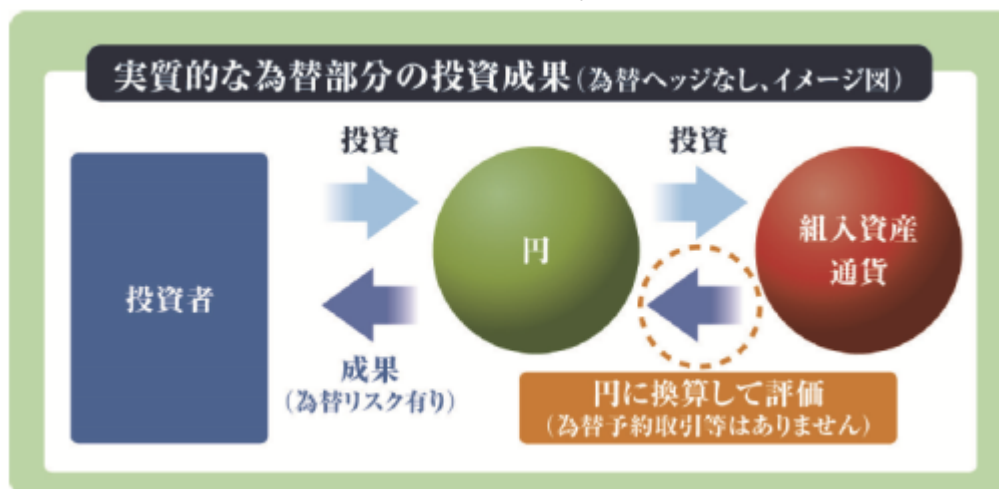 実質的な為替部分の投資成果(為替ヘッジなし、イメージ図)
投資
投資
投資者
円
組入資産
通貨
成果
(為替リスク有り)
円に換算して評価
(為替予約取引等はありません)